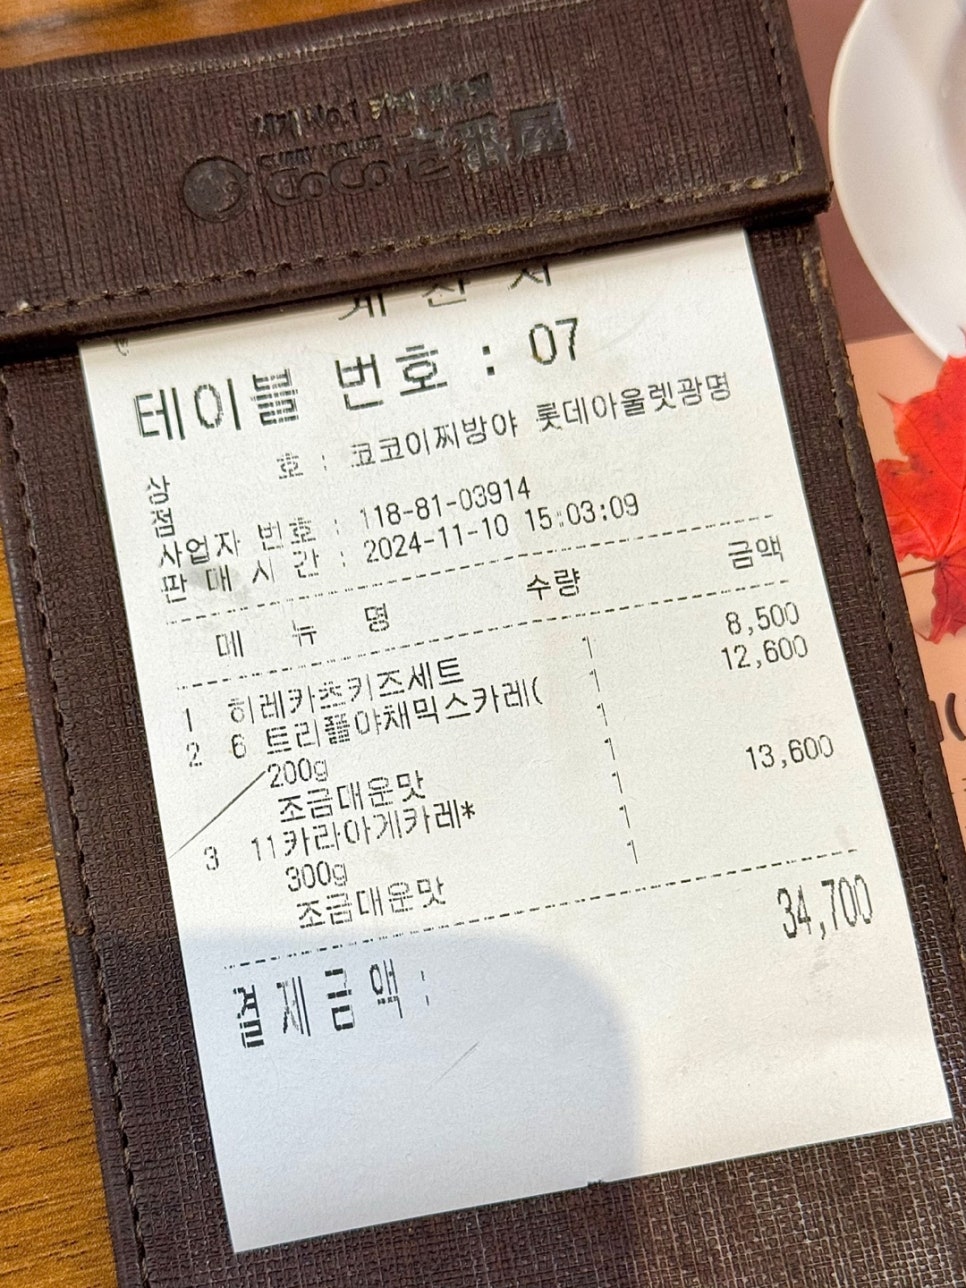 CoCo壱番屋
계산서
테이블 번호 : 07
상 호 : 코코이찌방야 롯데아울렛광명
점
사업자 번호 : 118-81-03914
판매시간 : 2024-11-10 15:03:09
메 뉴 명 수량 금액
1 히레카츠키즈세트 1 8,500
2 6 트리플야채믹스카레( 1 12,600
200g 1
조금대운맛 1
3 11카라아게카레* 1 13,600
300g 1
조금대운맛 1
결제금액 : 34,700